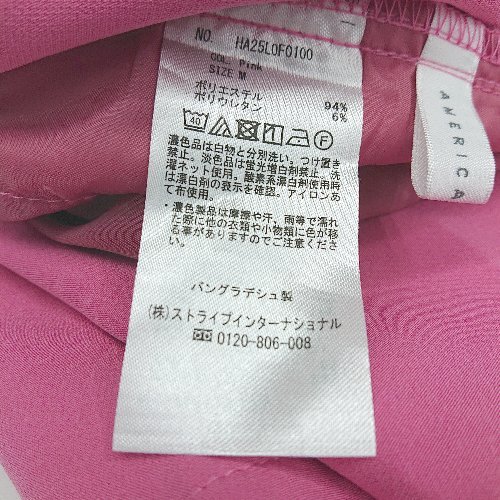 NO. HA25L0F0100
COL. Pink
SIZE M
ポリエステル 94%
ポリウレタン 6%
40
F
濃色品は白物と分別洗い。つけ置き
禁止。淡色品は蛍光増白剤禁止。洗
濯ネット使用。酸素系漂白剤使用時
は漂白剤の表示を確認。アイロンあ
て布使用。
・濃色製品は摩擦や汗、雨等で濡れ
た際に他の衣類や小物類に色が移
る事がありますのでご注意くださ
い。
バングラデシュ製
(株)ストライプインターナショナル
0120-806-008
AMERICA